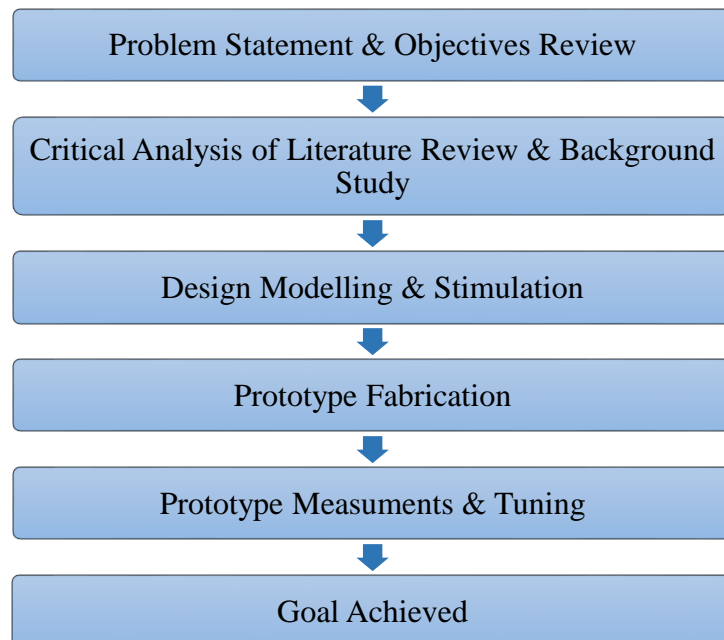 Problem Statement & Objectives Review
Critical Analysis of Literature Review & Background
Study
Design Modelling & Stimulation
Prototype Fabrication
Prototype Measuments & Tuning
Goal Achieved